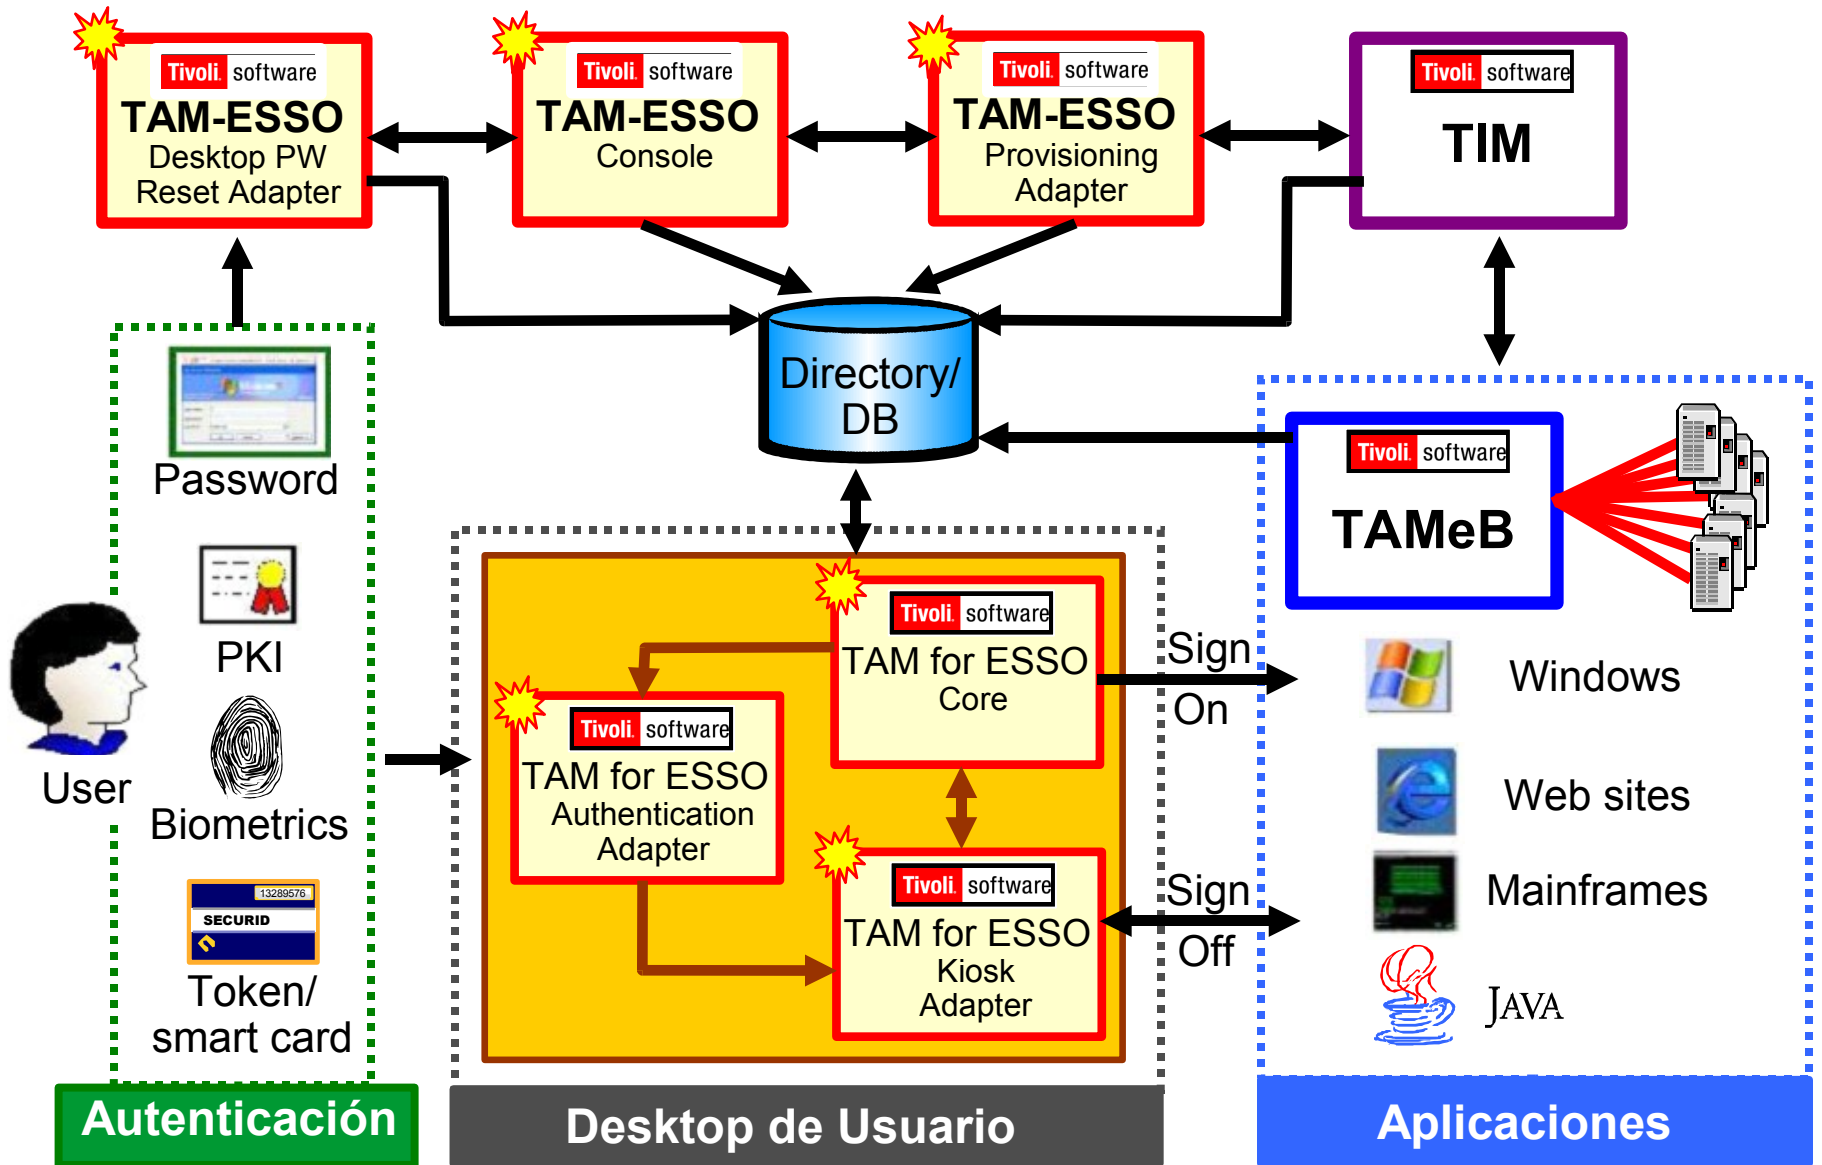 Tivoli. software
TAM-ESSO
Desktop PW
Reset Adapter
Tivoli. software
TAM-ESSO
Console
Tivoli. software
TAM-ESSO
Provisioning
Adapter
Tivoli. software
TIM
Directory/
DB
Password
PKI
Biometrics
13289576
SECURID
Token/
smart card
User
Autenticación
Tivoli. software
TAM for ESSO
Core
Tivoli. software
TAM for ESSO
Authentication
Adapter
Tivoli. software
TAM for ESSO
Kiosk
Adapter
Desktop de Usuario
Sign
On
Sign
Off
Tivoli. software
TAMeB
Windows
Web sites
Mainframes
JAVA
Aplicaciones